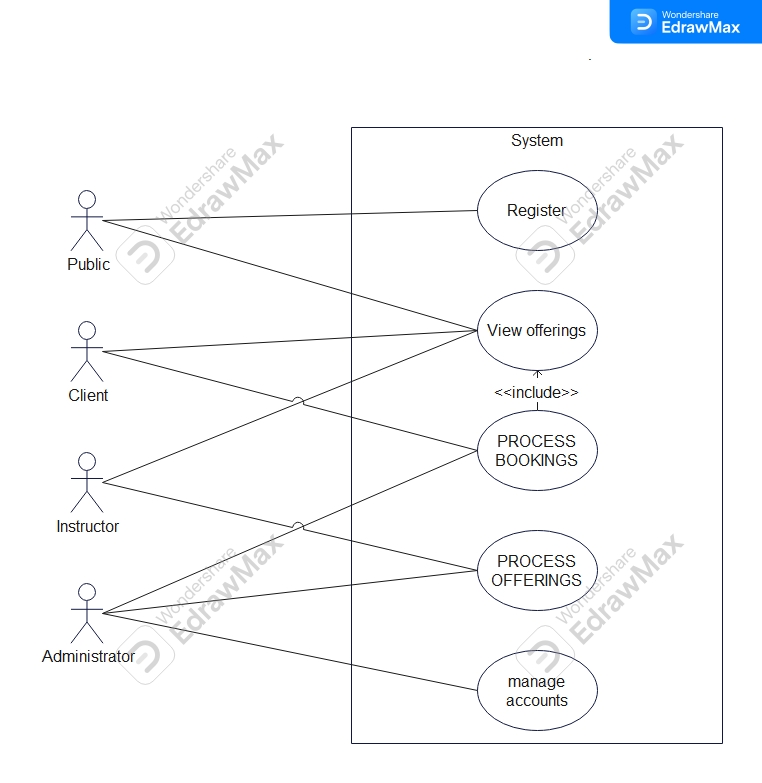 Wondershare
EdrawMax
System
Wondershare
EdrawMax
Wondershare
EdrawMax
Register
Public
View offerings
Client
<<include>>
PROCESS
BOOKINGS
Instructor
Wondershare
EdrawMax
Wondershare
EdrawMax
PROCESS
OFFERINGS
Administrator
manage
accounts